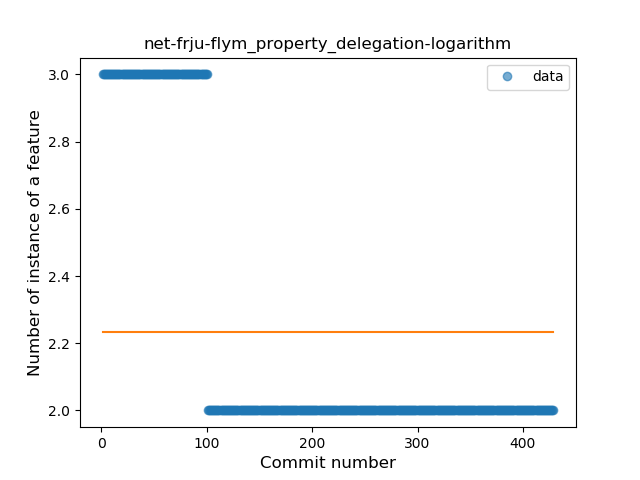 net-frju-flym_property_delegation-logarithm
data
Number of instance of a feature
3.0
2.8
2.6
2.4
2.2
2.0
0
100
200
300
400
Commit number